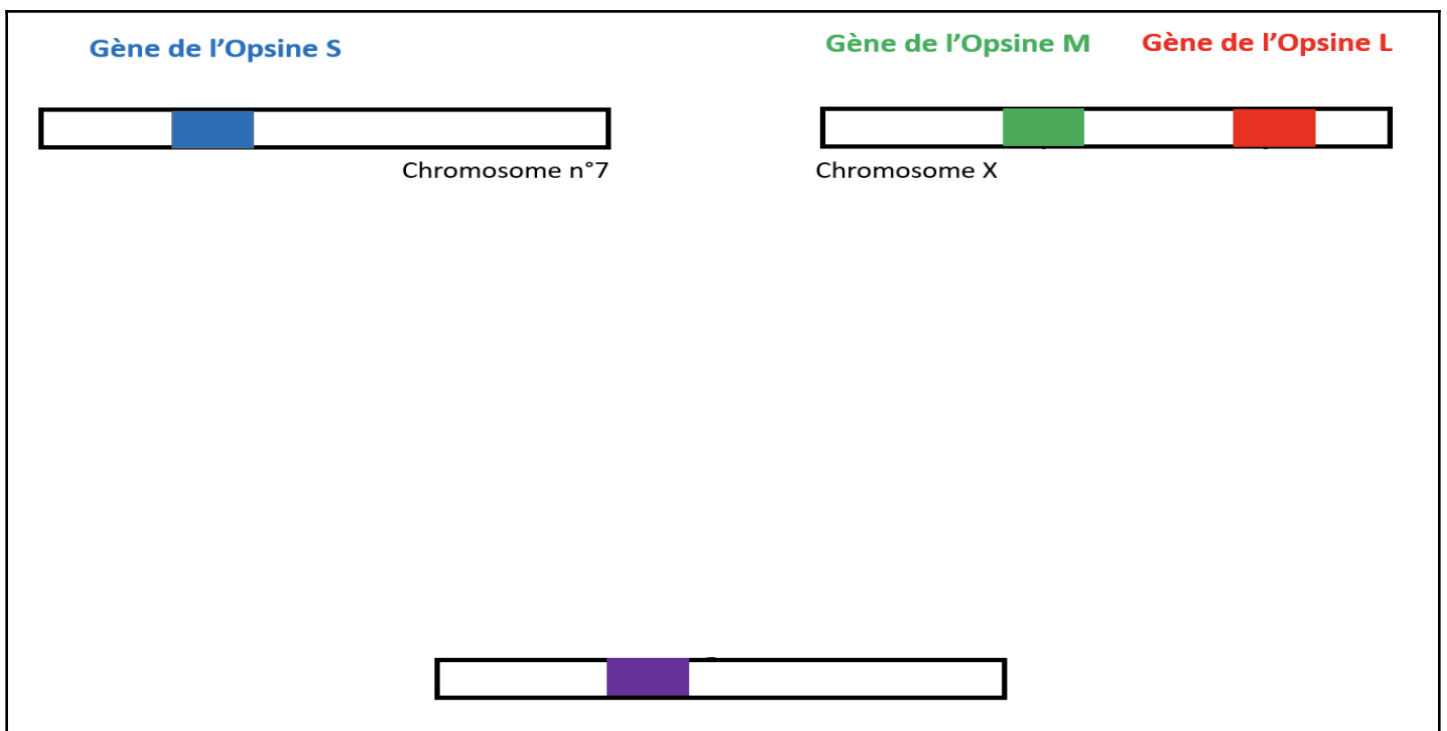 Gène de l’Opsine S
Gène de l’Opsine M
Gène de l’Opsine L
Chromosome n°7
Chromosome X